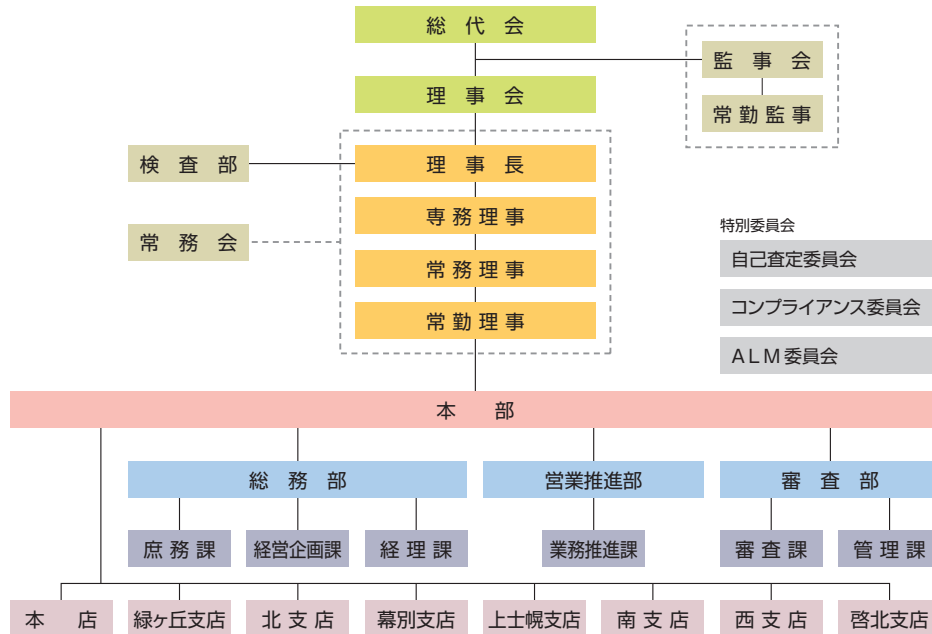 総代会
監事会
理事会
常勤監事
検査部
理事長
専務理事
常務会
特別委員会
自己査定委員会
常務理事
コンプライアンス委員会
常勤理事
ALM委員会
本部
総務部
営業推進部
審査部
庶務課
経営企画課
経理課
業務推進課
審査課
管理課
本店
緑ヶ丘支店
北支店
幕別支店
上士幌支店
南支店
西支店
啓北支店